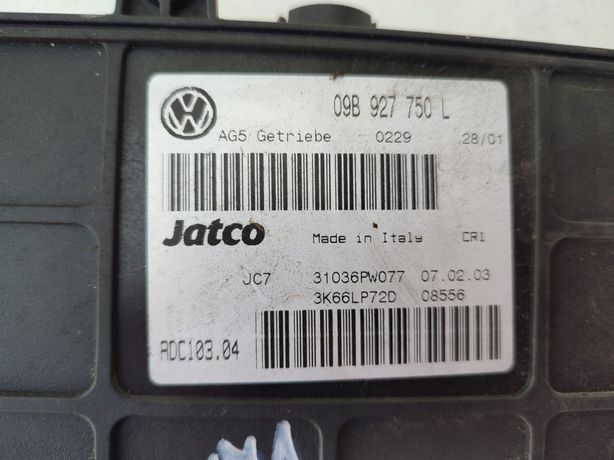 09B 927 750 L
AG5 Getriebe 0229 28/01
Jatco Made in Italy CR1
JC7 31036PW077 07.02.03
3K66LP72D 08556
ADC103.04